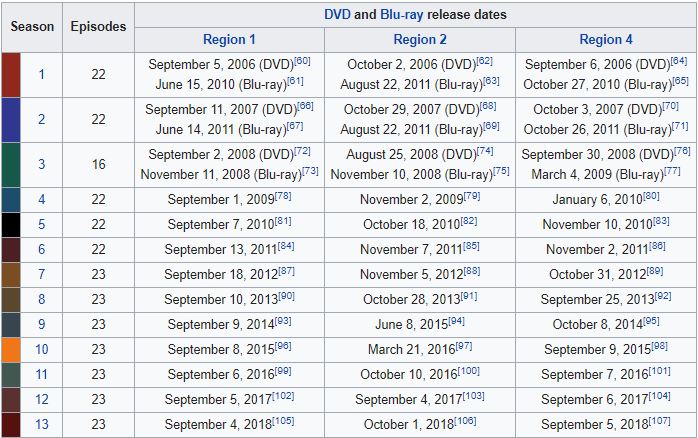 Season Episodes DVD and Blu-ray release dates
Region 1 Region 2 Region 4
1 22 September 5, 2006 (DVD)[60] October 2, 2006 (DVD)[62] September 6, 2006 (DVD)[64]
June 15, 2010 (Blu-ray)[61] August 22, 2011 (Blu-ray)[63] October 27, 2010 (Blu-ray)[65]
2 22 September 11, 2007 (DVD)[66] October 29, 2007 (DVD)[68] October 3, 2007 (DVD)[70]
June 14, 2011 (Blu-ray)[67] August 22, 2011 (Blu-ray)[69] October 26, 2011 (Blu-ray)[71]
3 16 September 2, 2008 (DVD)[72] August 25, 2008 (DVD)[74] September 30, 2008 (DVD)[76]
November 11, 2008 (Blu-ray)[73] November 10, 2008 (Blu-ray)[75] March 4, 2009 (Blu-ray)[77]
4 22 September 1, 2009[78] November 2, 2009[79] January 6, 2010[80]
5 22 September 7, 2010[81] October 18, 2010[82] November 10, 2010[83]
6 22 September 13, 2011[84] November 7, 2011[85] November 2, 2011[86]
7 23 September 18, 2012[87] November 5, 2012[88] October 31, 2012[89]
8 23 September 10, 2013[90] October 28, 2013[91] September 25, 2013[92]
9 23 September 9, 2014[93] June 8, 2015[94] October 8, 2014[95]
10 23 September 8, 2015[96] March 21, 2016[97] September 9, 2015[98]
11 23 September 6, 2016[99] October 10, 2016[100] September 7, 2016[101]
12 23 September 5, 2017[102] September 4, 2017[103] September 6, 2017[104]
13 23 September 4, 2018[105] October 1, 2018[106] September 5, 2018[107]